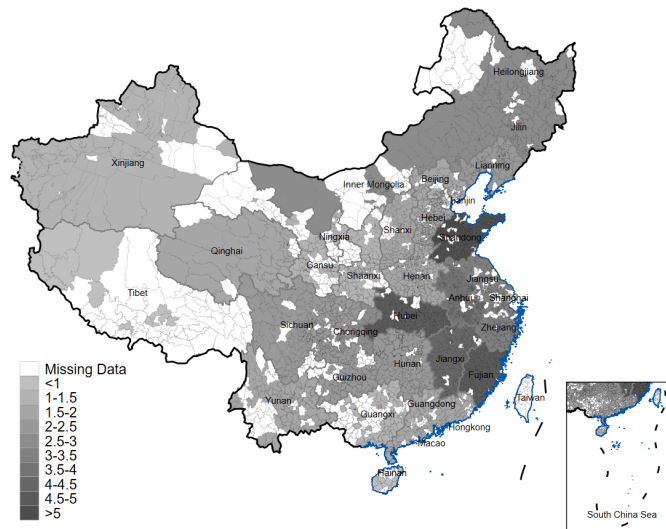 Heilongjiang
Jilin
Liaoning
Xinjiang
Inner Mongolia
Beijing
Tianjin
Hebei
Ningxia
Shanxi
Shandong
Qinghai
Gansu
Shaanxi
Henan
Jiangsu
Tibet
Anhui
Shanghai
Hubei
Sichuan
Chongqing
Zhejiang
Hunan
Jiangxi
Guizhou
Fujian
Yunan
Guangxi
Guangdong
Taiwan
Hongkong
Macao
Hainan
Missing Data
<1
1-1.5
1.5-2
2-2.5
2.5-3
3-3.5
3.5-4
4-4.5
4.5-5
>5
South China Sea